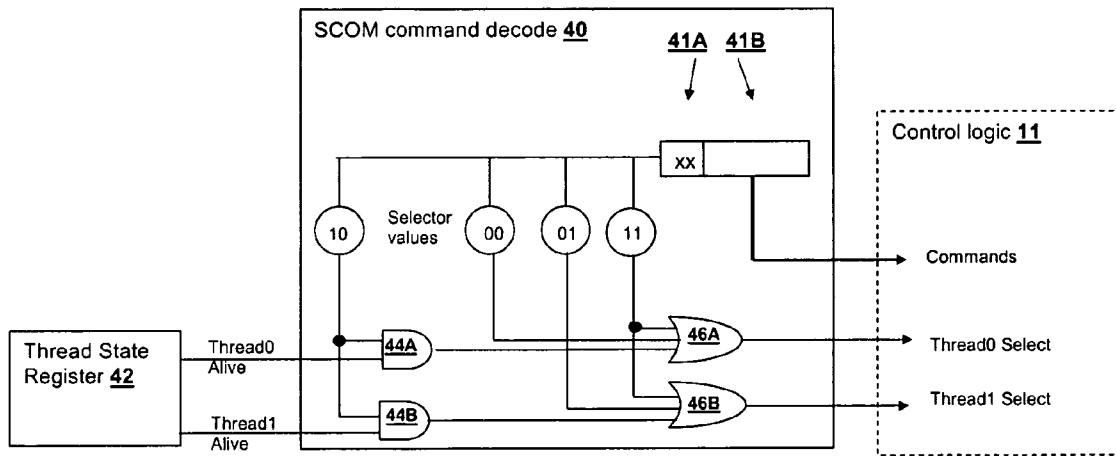 SCOM command decode 40
41A 41B
Control logic 11
xx
10
Selector
values
00
01
11
Commands
Thread State
Register 42
Thread0
Alive
44A
46A
Thread0 Select
Thread1
Alive
44B
46B
Thread1 Select